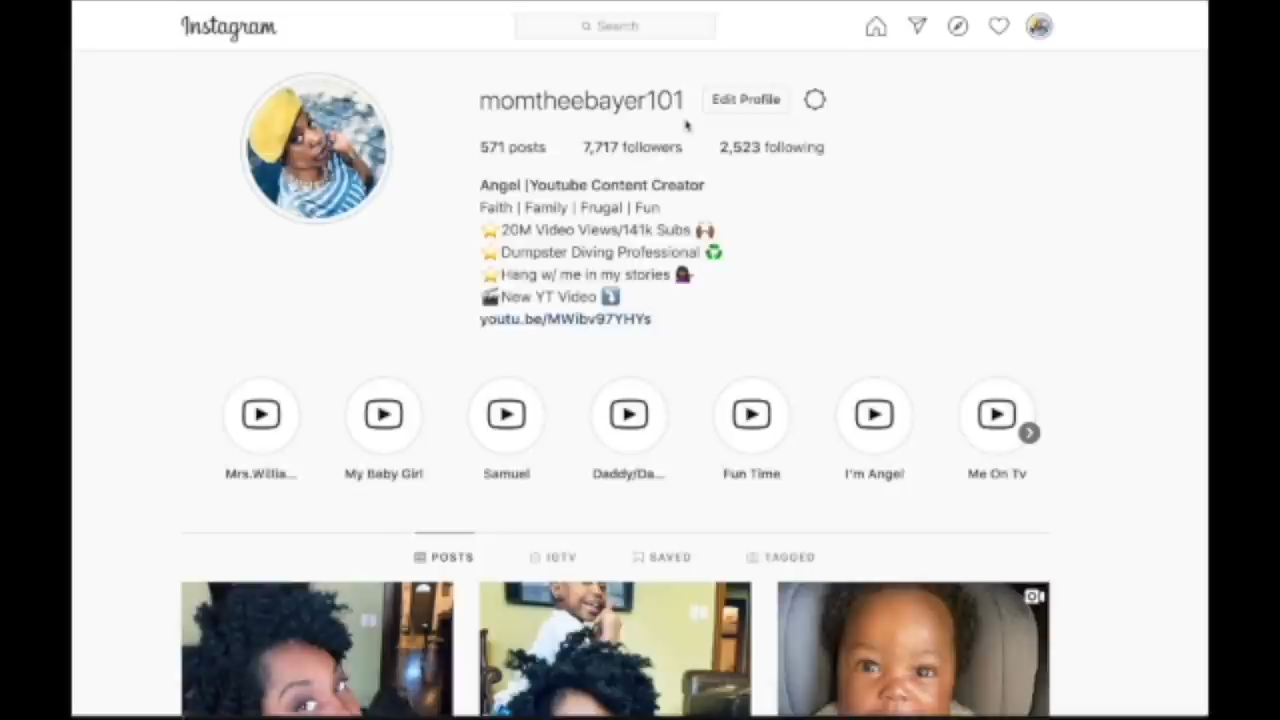 Instagram
Search
momtheebayer101 Edit Profile
571 posts 7,717 followers 2,523 following
Angel |Youtube Content Creator
Faith | Family | Frugal | Fun
⭐20M Video Views/141k Subs 🙌🏾
⭐Dumpster Diving Professional ♻️
⭐Hang w/ me in my stories 💁🏿‍♀️
🎬New YT Video ⤵️
youtu.be/MWibv97YHYs
Mrs.Willia... My Baby Girl Samuel Daddy/Da... Fun Time I'm Angel Me On Tv
POSTS IGTV SAVED TAGGED